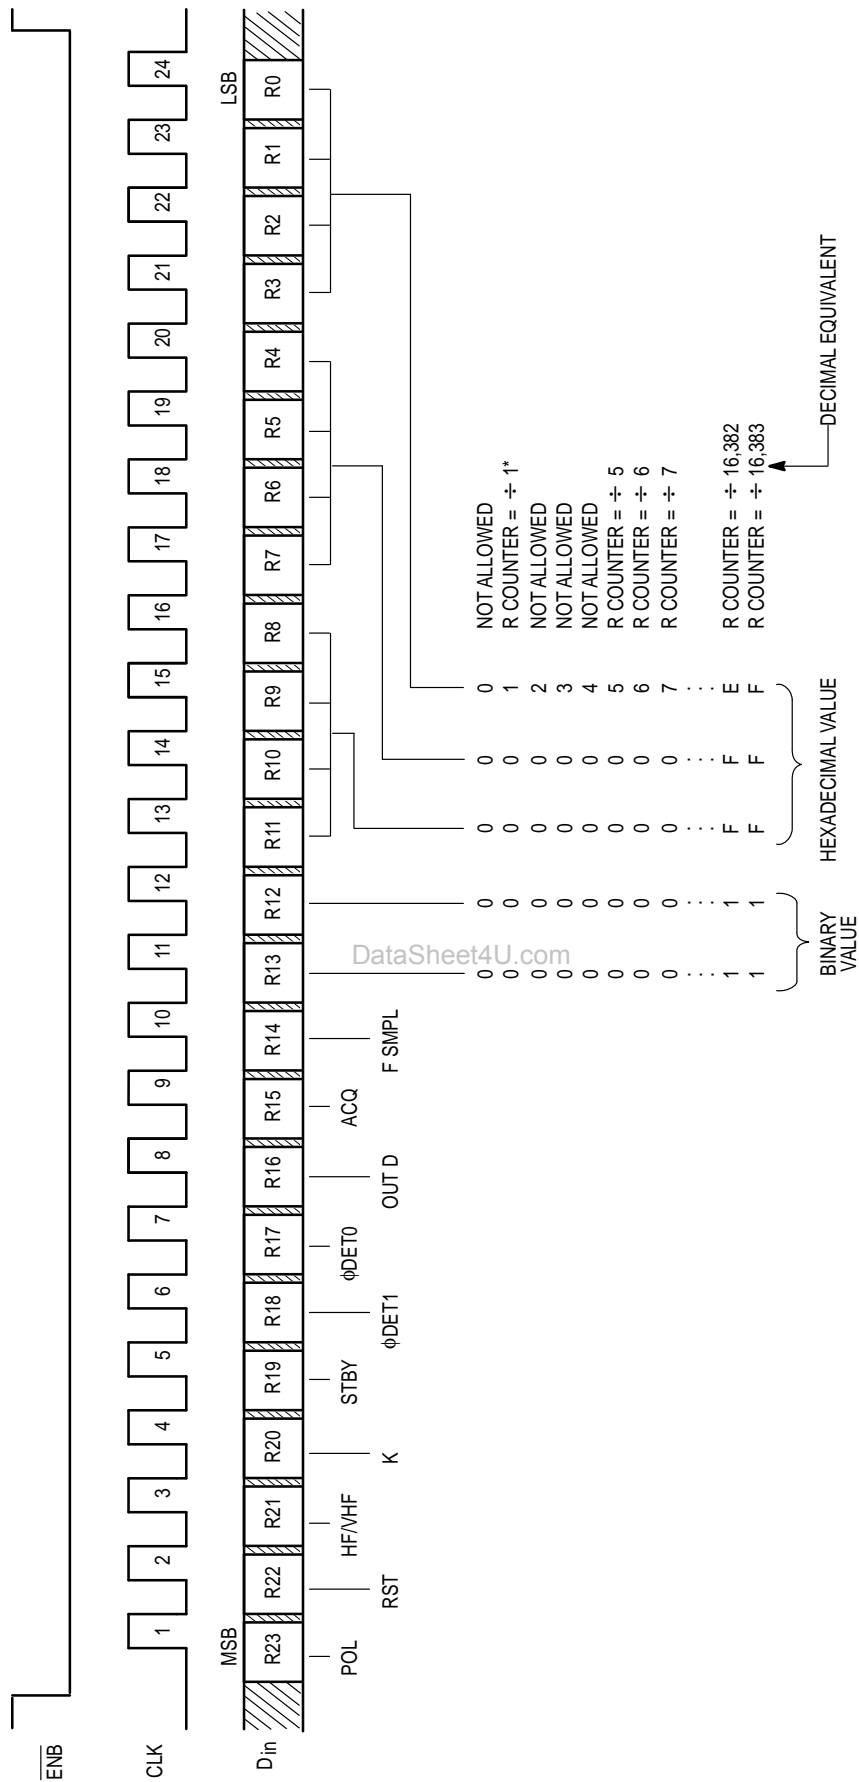 ENB
CLK 1 2 3 4 5 6 7 8 9 10 11 12 13 14 15 16 17 18 19 20 21 22 23 24
MSB LSB
Din R23 R22 R21 R20 R19 R18 R17 R16 R15 R14 R13 R12 R11 R10 R9 R8 R7 R6 R5 R4 R3 R2 R1 R0
POL HF/VHF STBY ϕDET0 ACQ
RST K ϕDET1 OUT D F SMPL
DataSheet4U.com
0 0 0 0 0 NOT ALLOWED
0 0 0 0 1 R COUNTER = ÷ 1*
0 0 0 0 2 NOT ALLOWED
0 0 0 0 3 NOT ALLOWED
0 0 0 0 4 NOT ALLOWED
0 0 0 0 5 R COUNTER = ÷ 5
0 0 0 0 6 R COUNTER = ÷ 6
0 0 0 0 7 R COUNTER = ÷ 7
· · · · · · · · · · · · · · ·
1 1 F F E R COUNTER = ÷ 16,382
1 1 F F F R COUNTER = ÷ 16,383
BINARY
VALUE
HEXADECIMAL VALUE
DECIMAL EQUIVALENT